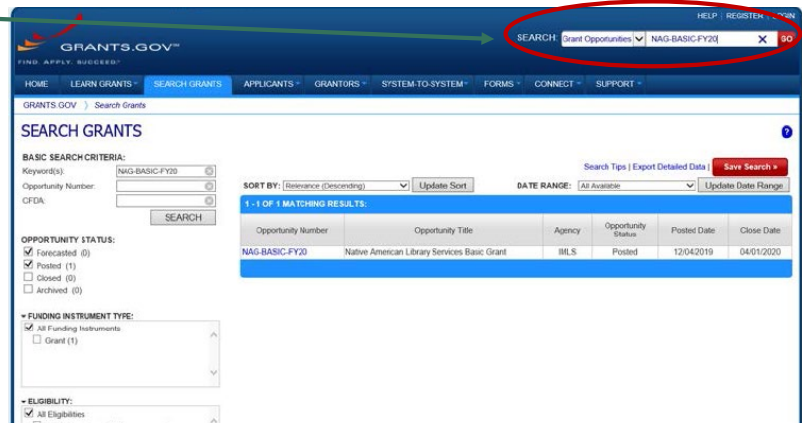 HELP | REGISTER | LOGIN
GRANTS.GOV℠
FIND. APPLY. SUCCEED.℠
SEARCH: Grant Opportunities NAG-BASIC-FY20 X GO
HOME LEARN GRANTS SEARCH GRANTS APPLICANTS GRANTORS SYSTEM-TO-SYSTEM FORMS CONNECT SUPPORT
GRANTS.GOV 〉 Search Grants
SEARCH GRANTS
?
BASIC SEARCH CRITERIA:
Keyword(s): NAG-BASIC-FY20
Opportunity Number:
CFDA:
SEARCH
Search Tips | Export Detailed Data | Save Search »
SORT BY: Relevance (Descending) Update Sort DATE RANGE: All Available Update Date Range
1 - 1 OF 1 MATCHING RESULTS:
Opportunity Number Opportunity Title Agency Opportunity Status Posted Date Close Date
NAG-BASIC-FY20 Native American Library Services Basic Grant IMLS Posted 12/04/2019 04/01/2020
OPPORTUNITY STATUS:
Forecasted (0)
Posted (1)
Closed (0)
Archived (0)
FUNDING INSTRUMENT TYPE:
All Funding Instruments
Grant (1)
ELIGIBILITY:
All Eligibilities